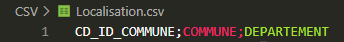 CSV > Localisation.csv
1 CD_ID_COMMUNE;COMMUNE;DEPARTEMENT